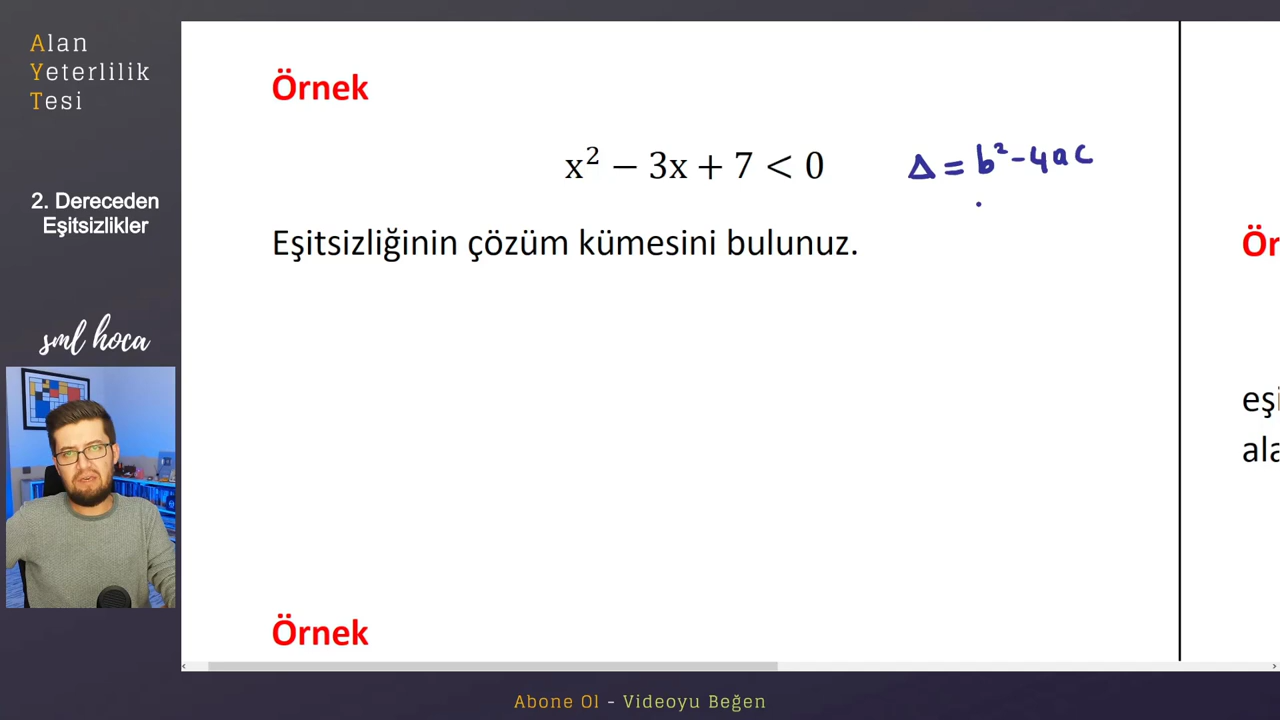 Alan
Yeterlilik
Tesi
2. Dereceden
Eşitsizlikler
sml hoca
Örnek
x² − 3x + 7 < 0
Δ = b² - 4ac
Eşitsizliğinin çözüm kümesini bulunuz.
Örnek
Ör
eşi
ala
Abone Ol - Videoyu Beğen